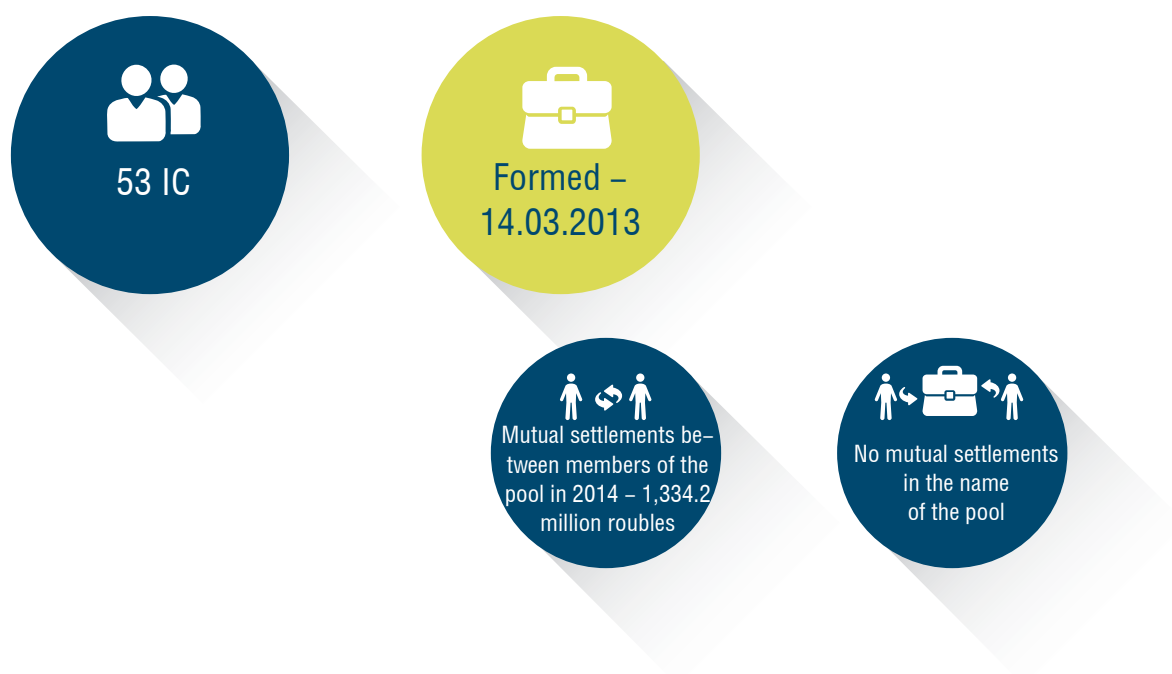 53 IC
Formed –
14.03.2013
Mutual settlements be–
tween members of the
pool in 2014 – 1,334.2
million roubles
No mutual settlements
in the name
of the pool